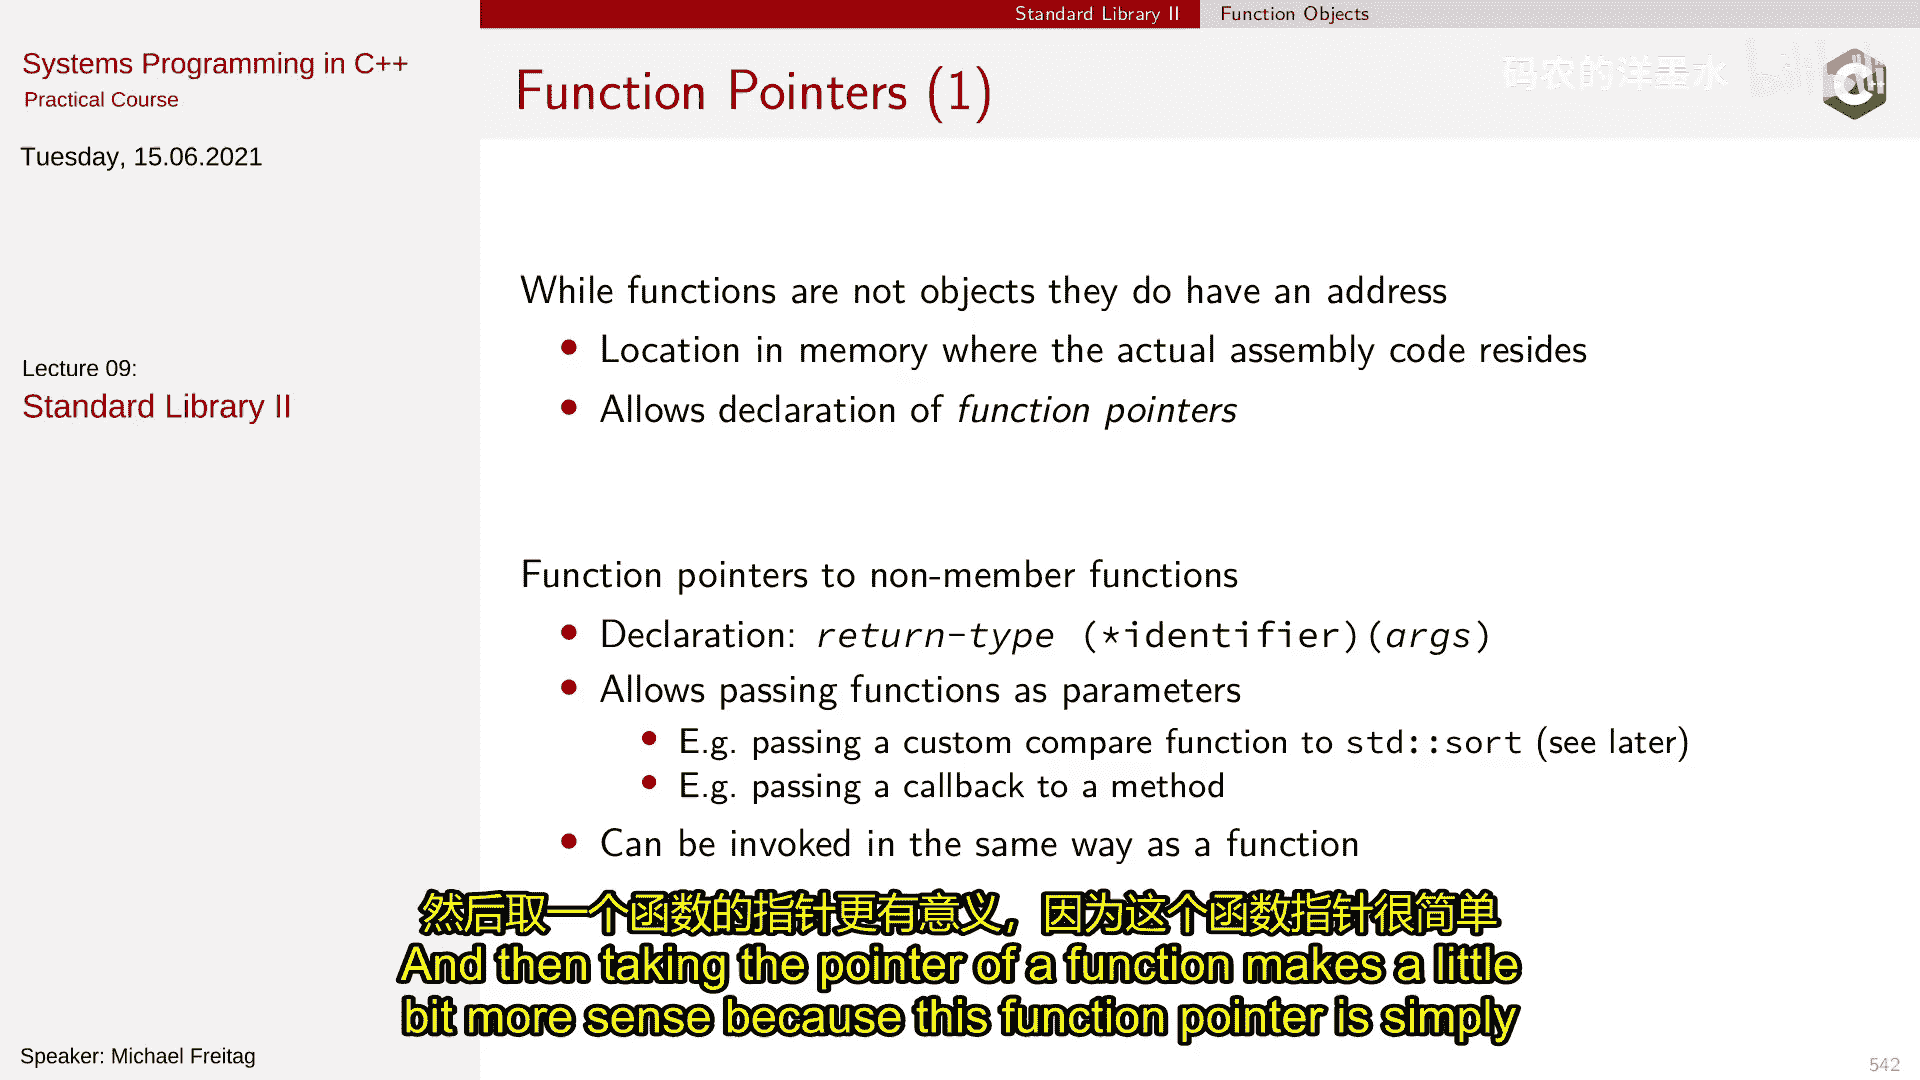 Standard Library II
Function Objects
Systems Programming in C++
Practical Course
Tuesday, 15.06.2021
Lecture 09:
Standard Library II
Speaker: Michael Freitag
Function Pointers (1)
码农的洋墨水
While functions are not objects they do have an address
• Location in memory where the actual assembly code resides
• Allows declaration of function pointers
Function pointers to non-member functions
• Declaration: return-type (*identifier)(args)
• Allows passing functions as parameters
• E.g. passing a custom compare function to std::sort (see later)
• E.g. passing a callback to a method
• Can be invoked in the same way as a function
然后取一个函数的指针更有意义，因为这个函数指针很简单
And then taking the pointer of a function makes a little
bit more sense because this function pointer is simply
542